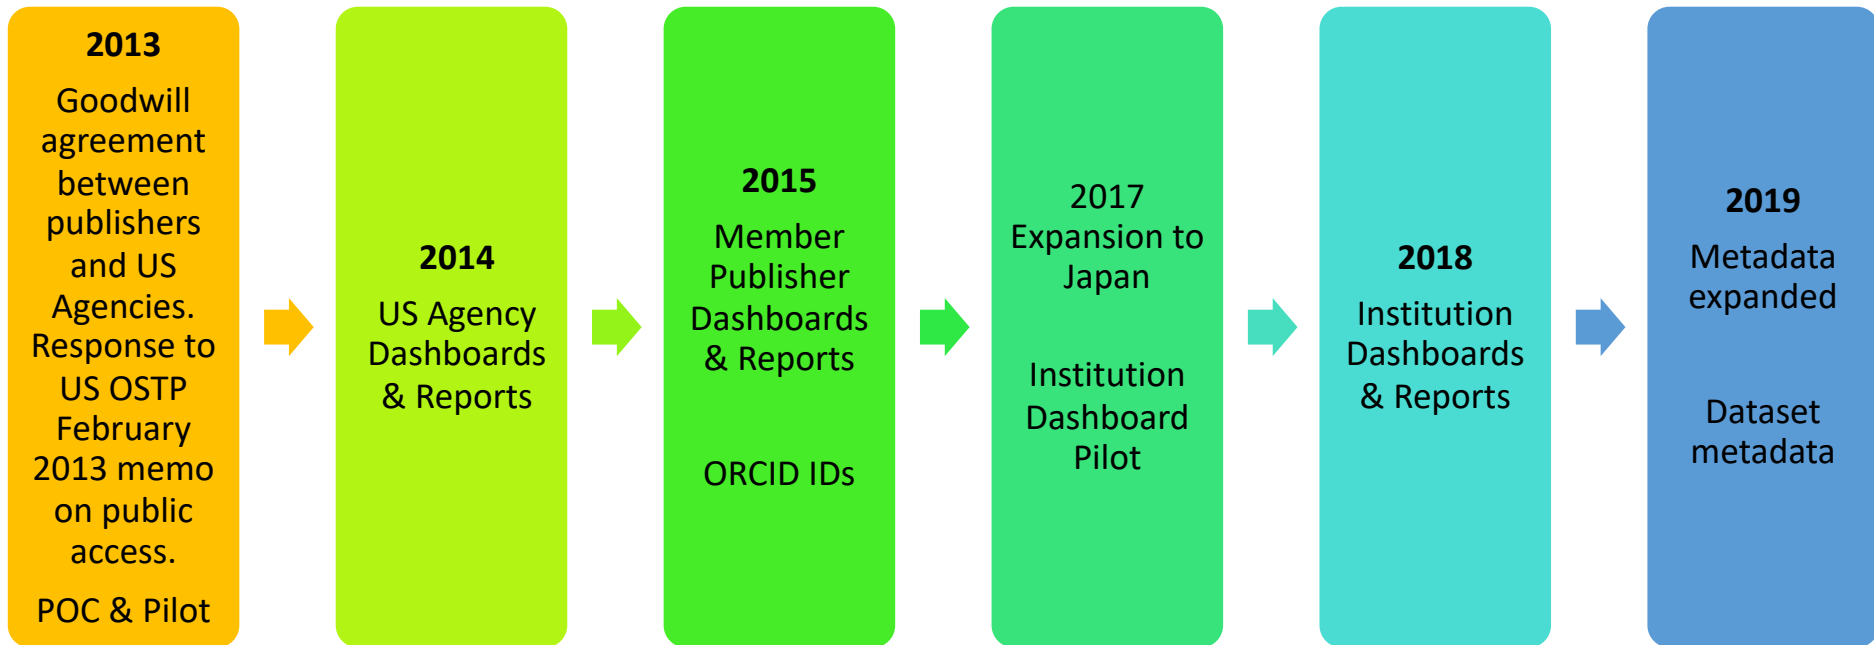 2013
Goodwill
agreement
between
publishers
and US
Agencies.
Response to
US OSTP
February
2013 memo
on public
access.
POC & Pilot
2014
US Agency
Dashboards
& Reports
2015
Member
Publisher
Dashboards
& Reports
ORCID IDs
2017
Expansion to
Japan
Institution
Dashboard
Pilot
2018
Institution
Dashboards
& Reports
2019
Metadata
expanded
Dataset
metadata